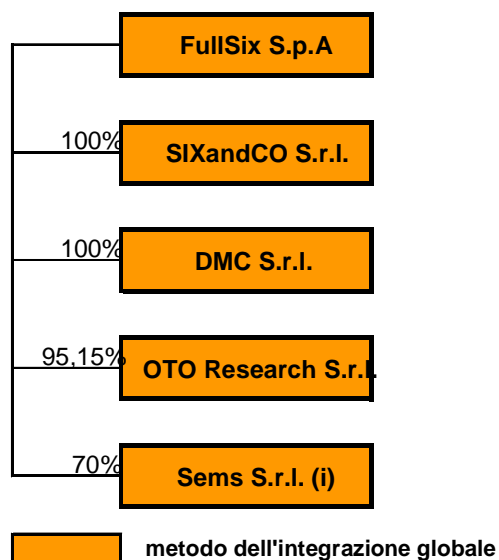 FullSix S.p.A
100%
SIXandCO S.r.l.
100%
DMC S.r.l.
95,15%
OTO Research S.r.l.
70%
Sems S.r.l. (i)
metodo dell'integrazione globale